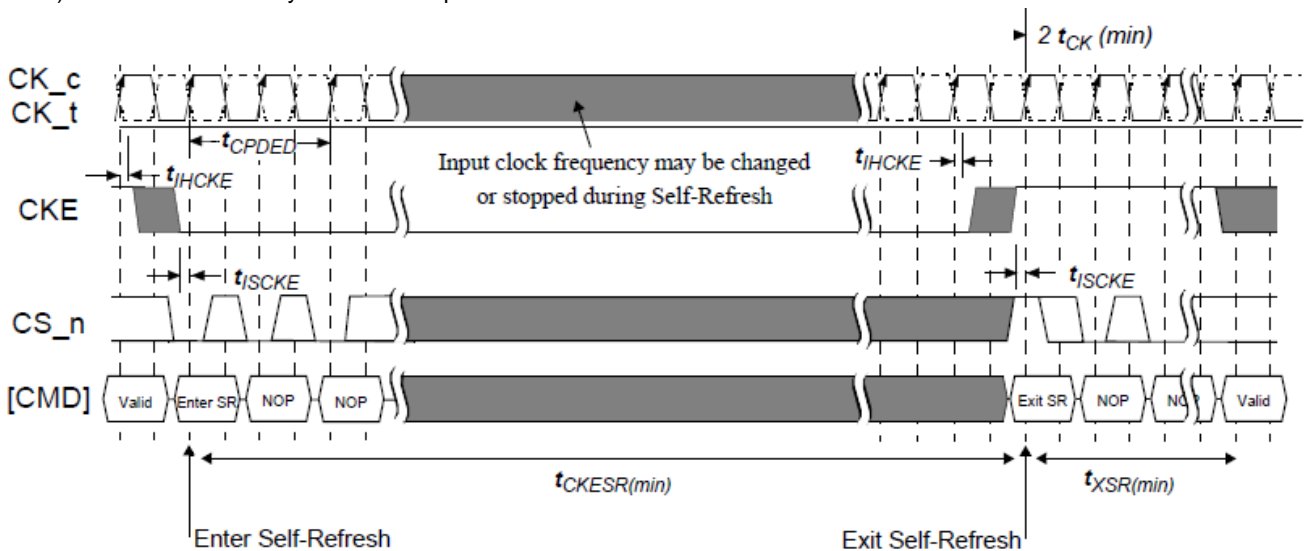 2 tCK (min)
CK_c
CK_t
tCPDED
Input clock frequency may be changed
or stopped during Self-Refresh
tIHCKE
tIHCKE
CKE
tISCKE
tISCKE
CS_n
[CMD]
Valid
Enter SR
NOP
NOP
Exit SR
NOP
NOP
Valid
tCKESR(min)
tXSR(min)
Enter Self-Refresh
Exit Self-Refresh